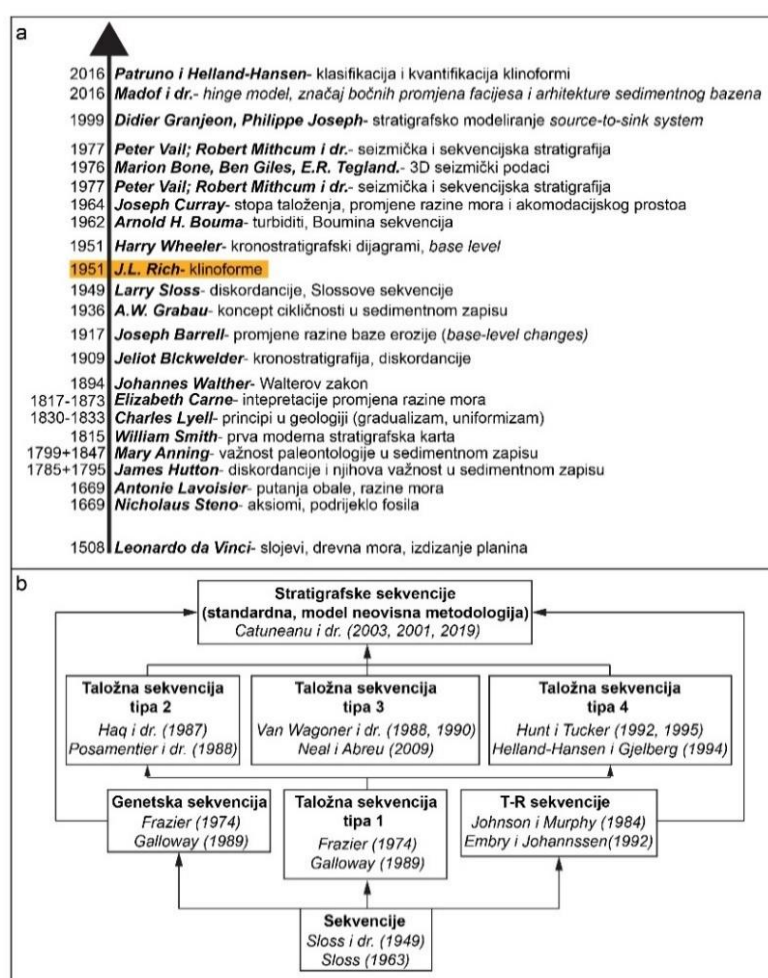 a
2016 Patruno i Helland-Hansen- klasifikacija i kvantifikacija klinoformi
2016 Madof i dr.- hinge model, značaj bočnih promjena facijesa i arhitekture sedimentnog bazena
1999 Didier Granjeon, Philippe Joseph- stratigrafsko modeliranje source-to-sink system
1977 Peter Vail; Robert Mithcum i dr.- seizmička i sekvencijska stratigrafija
1976 Marion Bone, Ben Giles, E.R. Tegland.- 3D seizmički podaci
1977 Peter Vail; Robert Mithcum i dr.- seizmička i sekvencijska stratigrafija
1964 Joseph Curray- stopa taloženja, promjene razine mora i akomodacijskog prostoa
1962 Arnold H. Bouma- turbiditi, Boumina sekvencija
1951 Harry Wheeler- kronostratigrafski dijagrami, base level
1951 J.L. Rich- klinoforme
1949 Larry Sloss- diskordancije, Slossove sekvencije
1936 A.W. Grabau- koncept cikličnosti u sedimentnom zapisu
1917 Joseph Barrell- promjene razine baze erozije (base-level changes)
1909 Jeliot Blckwelder- kronostratigrafija, diskordancije
1894 Johannes Walther- Walterov zakon
1817-1873 Elizabeth Carne- intepretacije promjena razine mora
1830-1833 Charles Lyell- principi u geologiji (gradualizam, uniformizam)
1815 William Smith- prva moderna stratigrafska karta
1799+1847 Mary Anning- važnost paleontologije u sedimentnom zapisu
1785+1795 James Hutton- diskordancije i njihova važnost u sedimentnom zapisu
1669 Antonie Lavoisier- putanja obale, razine mora
1669 Nicholaus Steno- aksiomi, podrijeklo fosila
1508 Leonardo da Vinci- slojevi, drevna mora, izdizanje planina
b
Stratigrafske sekvencije
(standardna, model neovisna metodologija)
Catuneanu i dr. (2003, 2001, 2019)
Taložna sekvencija
tipa 2
Haq i dr. (1987)
Posamentier i dr. (1988)
Taložna sekvencija
tipa 3
Van Wagoner i dr. (1988, 1990)
Neal i Abreu (2009)
Taložna sekvencija
tipa 4
Hunt i Tucker (1992, 1995)
Helland-Hansen i Gjelberg (1994)
Genetska sekvencija
Frazier (1974)
Galloway (1989)
Taložna sekvencija
tipa 1
Frazier (1974)
Galloway (1989)
T-R sekvencije
Johnson i Murphy (1984)
Embry i Johannssen(1992)
Sekvencije
Sloss i dr. (1949)
Sloss (1963)